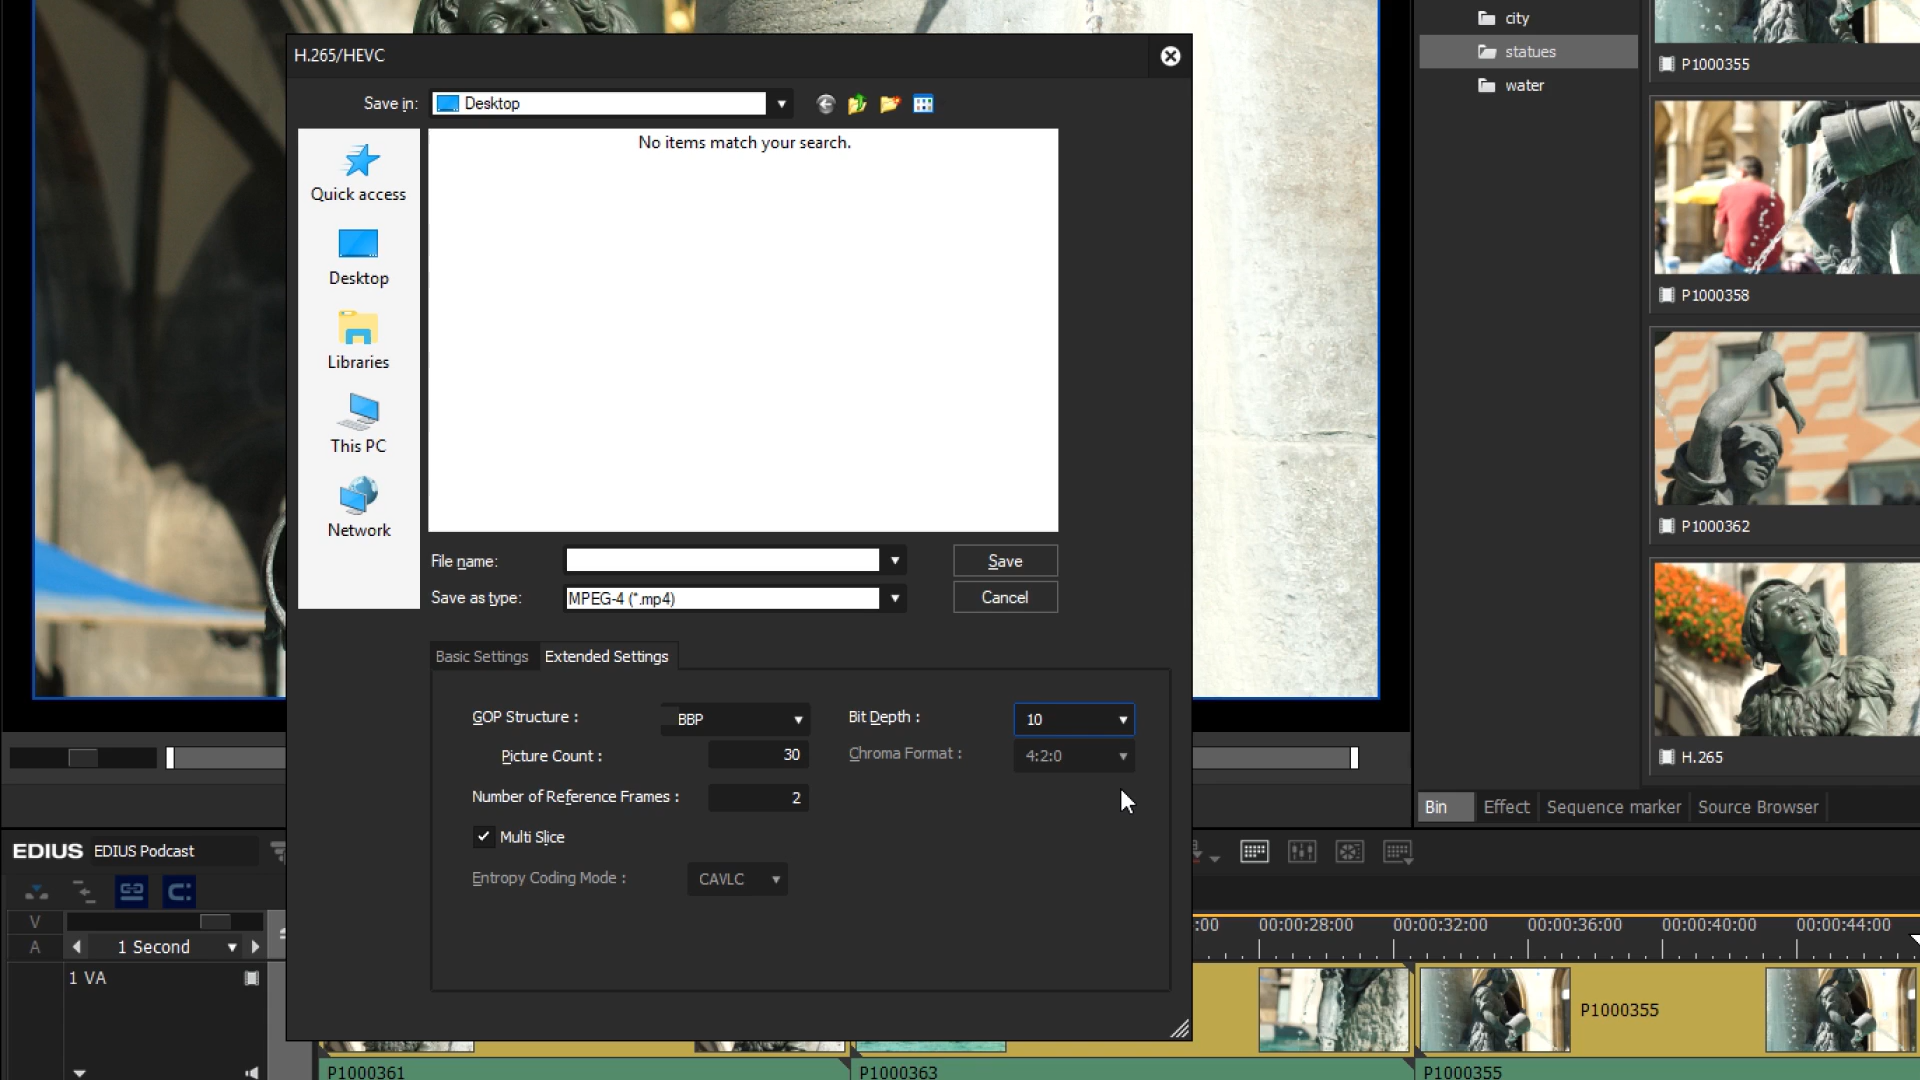 H.265/HEVC
Save in:
Desktop
No items match your search.
Quick access
Desktop
Libraries
This PC
Network
File name:
Save
Save as type:
MPEG-4 (*.mp4)
Cancel
Basic Settings
Extended Settings
GOP Structure :
BBP
Bit Depth :
10
Picture Count :
30
Chroma Format :
4:2:0
Number of Reference Frames :
2
Multi Slice
Entropy Coding Mode :
CAVLC
city
statues
water
P1000355
P1000358
P1000362
H.265
Bin
Effect
Sequence marker
Source Browser
EDIUS
EDIUS Podcast
V
A
1 Second
1 VA
:00
00:00:28:00
00:00:32:00
00:00:36:00
00:00:40:00
00:00:44:00
P1000355
P1000361
P1000363
P1000355